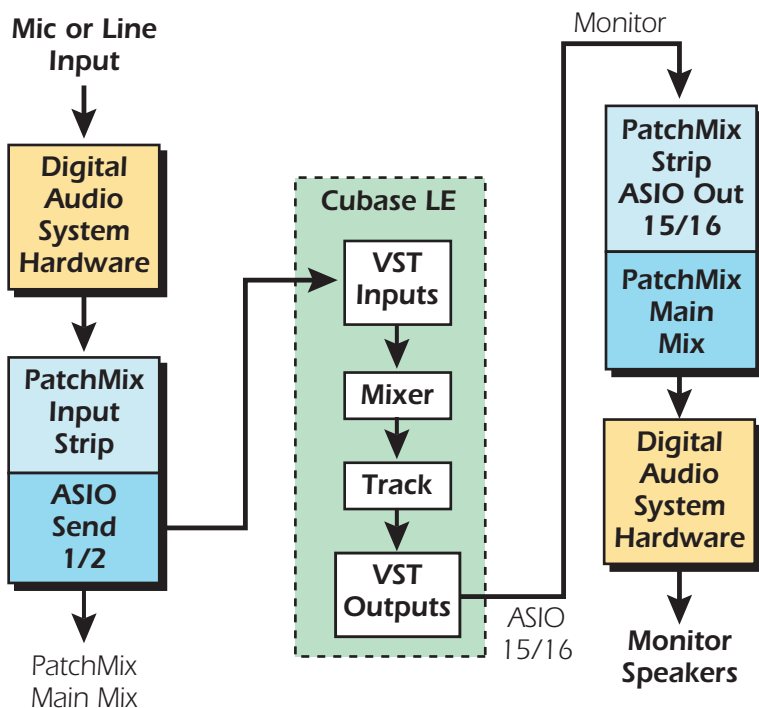 Mic or Line
Input
Digital
Audio
System
Hardware
PatchMix
Input
Strip
ASIO
Send
1/2
PatchMix
Main Mix
Cubase LE
VST
Inputs
Mixer
Track
VST
Outputs
ASIO
15/16
Monitor
PatchMix
Strip
ASIO Out
15/16
PatchMix
Main
Mix
Digital
Audio
System
Hardware
Monitor
Speakers